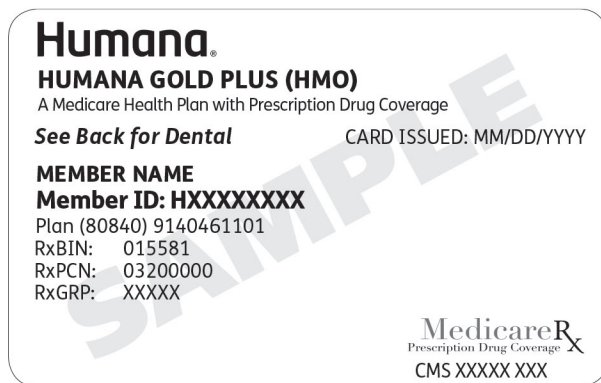 Humana®
HUMANA GOLD PLUS (HMO)
A Medicare Health Plan with Prescription Drug Coverage
See Back for Dental CARD ISSUED: MM/DD/YYYY
MEMBER NAME
Member ID: HXXXXXXXX
Plan (80840) 9140461101
RxBIN: 015581
RxPCN: 03200000
RxGRP: XXXXX
SAMPLE
MedicareRx
Prescription Drug Coverage
CMS XXXXX XXX